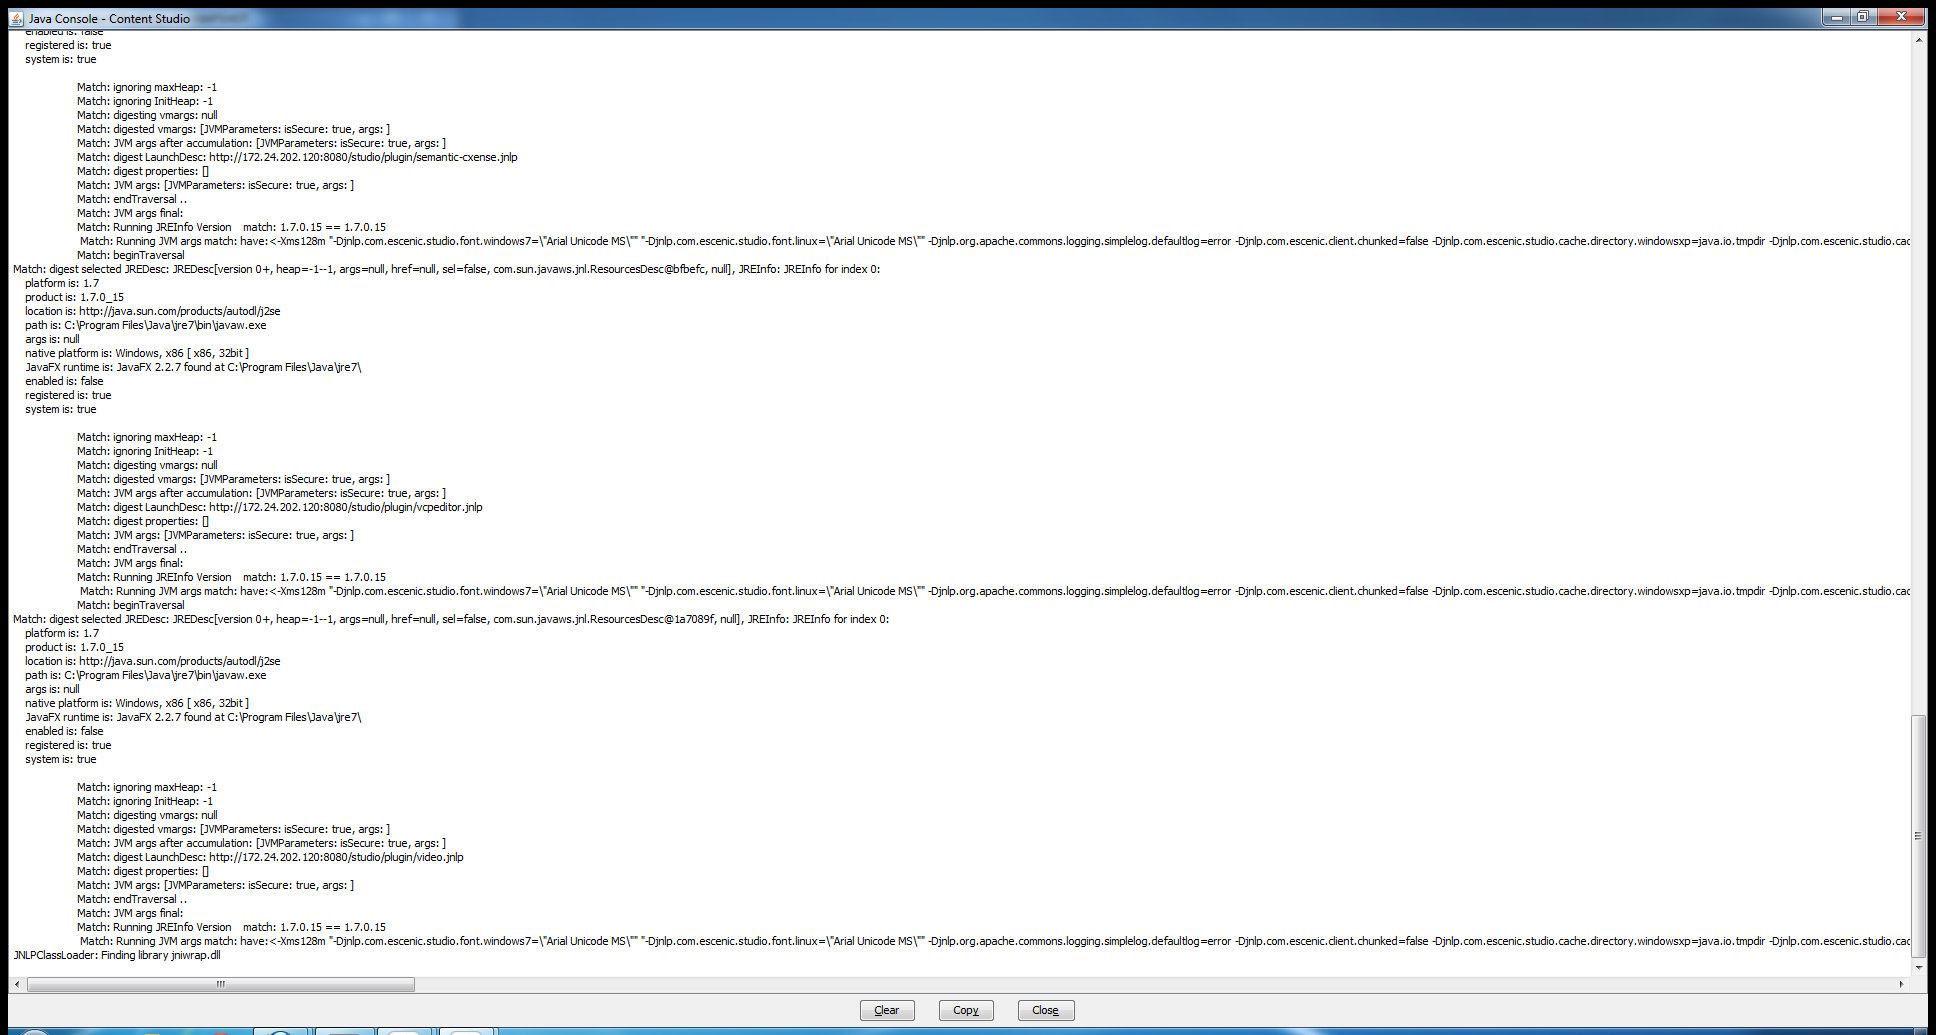 Java Console - Content Studio
enabled is: false
registered is: true
system is: true
Match: ignoring maxHeap: -1
Match: ignoring InitHeap: -1
Match: digesting vmargs: null
Match: digested vmargs: [JVMParameters: isSecure: true, args: ]
Match: JVM args after accumulation: [JVMParameters: isSecure: true, args: ]
Match: digest LaunchDesc: http://172.24.202.120:8080/studio/plugin/semantic-cxense.jnlp
Match: digest properties: []
Match: JVM args: [JVMParameters: isSecure: true, args: ]
Match: endTraversal ..
Match: JVM args final:
Match: Running JREInfo Version    match: 1.7.0.15 == 1.7.0.15
Match: Running JVM args match: have:<-Xms128m "-Djnlp.com.escenic.studio.font.windows7=\"Arial Unicode MS\"" "-Djnlp.com.escenic.studio.font.linux=\"Arial Unicode MS\"" -Djnlp.org.apache.commons.logging.simplelog.defaultlog=error -Djnlp.com.escenic.client.chunked=false -Djnlp.com.escenic.studio.cache.directory.windowsxp=java.io.tmpdir -Djnlp.com.escenic.studio.cac
Match: beginTraversal
Match: digest selected JREDesc: JREDesc[version 0+, heap=-1--1, args=null, href=null, sel=false, com.sun.javaws.jnl.ResourcesDesc@bfbefc, null], JREInfo: JREInfo for index 0:
platform is: 1.7
product is: 1.7.0_15
location is: http://java.sun.com/products/autodl/j2se
path is: C:\Program Files\Java\jre7\bin\javaw.exe
args is: null
native platform is: Windows, x86 [ x86, 32bit ]
JavaFX runtime is: JavaFX 2.2.7 found at C:\Program Files\Java\jre7\
enabled is: false
registered is: true
system is: true
Match: ignoring maxHeap: -1
Match: ignoring InitHeap: -1
Match: digesting vmargs: null
Match: digested vmargs: [JVMParameters: isSecure: true, args: ]
Match: JVM args after accumulation: [JVMParameters: isSecure: true, args: ]
Match: digest LaunchDesc: http://172.24.202.120:8080/studio/plugin/vcpeditor.jnlp
Match: digest properties: []
Match: JVM args: [JVMParameters: isSecure: true, args: ]
Match: endTraversal ..
Match: JVM args final:
Match: Running JREInfo Version    match: 1.7.0.15 == 1.7.0.15
Match: Running JVM args match: have:<-Xms128m "-Djnlp.com.escenic.studio.font.windows7=\"Arial Unicode MS\"" "-Djnlp.com.escenic.studio.font.linux=\"Arial Unicode MS\"" -Djnlp.org.apache.commons.logging.simplelog.defaultlog=error -Djnlp.com.escenic.client.chunked=false -Djnlp.com.escenic.studio.cache.directory.windowsxp=java.io.tmpdir -Djnlp.com.escenic.studio.cac
Match: beginTraversal
Match: digest selected JREDesc: JREDesc[version 0+, heap=-1--1, args=null, href=null, sel=false, com.sun.javaws.jnl.ResourcesDesc@1a7089f, null], JREInfo: JREInfo for index 0:
platform is: 1.7
product is: 1.7.0_15
location is: http://java.sun.com/products/autodl/j2se
path is: C:\Program Files\Java\jre7\bin\javaw.exe
args is: null
native platform is: Windows, x86 [ x86, 32bit ]
JavaFX runtime is: JavaFX 2.2.7 found at C:\Program Files\Java\jre7\
enabled is: false
registered is: true
system is: true
Match: ignoring maxHeap: -1
Match: ignoring InitHeap: -1
Match: digesting vmargs: null
Match: digested vmargs: [JVMParameters: isSecure: true, args: ]
Match: JVM args after accumulation: [JVMParameters: isSecure: true, args: ]
Match: digest LaunchDesc: http://172.24.202.120:8080/studio/plugin/video.jnlp
Match: digest properties: []
Match: JVM args: [JVMParameters: isSecure: true, args: ]
Match: endTraversal ..
Match: JVM args final:
Match: Running JREInfo Version    match: 1.7.0.15 == 1.7.0.15
Match: Running JVM args match: have:<-Xms128m "-Djnlp.com.escenic.studio.font.windows7=\"Arial Unicode MS\"" "-Djnlp.com.escenic.studio.font.linux=\"Arial Unicode MS\"" -Djnlp.org.apache.commons.logging.simplelog.defaultlog=error -Djnlp.com.escenic.client.chunked=false -Djnlp.com.escenic.studio.cache.directory.windowsxp=java.io.tmpdir -Djnlp.com.escenic.studio.cac
JNLPClassLoader: Finding library jniwrap.dll
Clear Copy Close